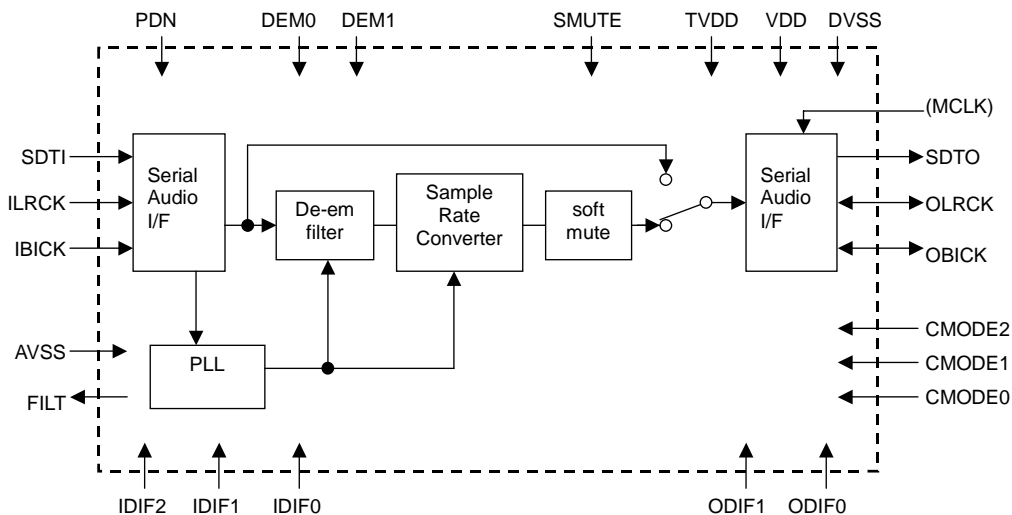 PDN DEM0 DEM1 SMUTE TVDD VDD DVSS
(MCLK)
SDTI
ILRCK
IBICK
Serial
Audio
I/F
De-em
filter
Sample
Rate
Converter
soft
mute
Serial
Audio
I/F
SDTO
OLRCK
OBICK
AVSS
FILT
PLL
CMODE2
CMODE1
CMODE0
IDIF2 IDIF1 IDIF0 ODIF1 ODIF0